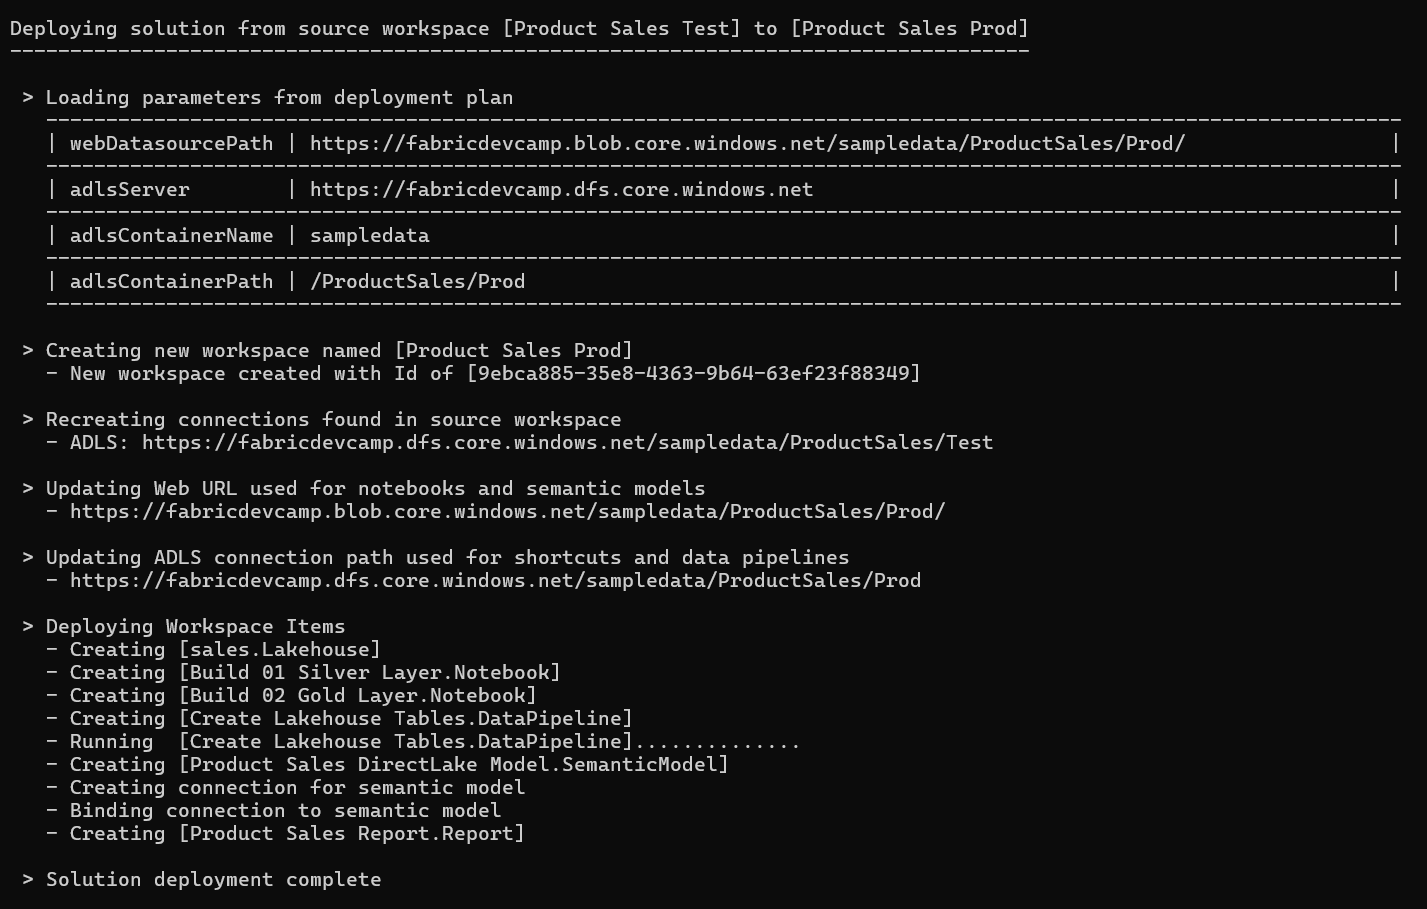 Deploying solution from source workspace [Product Sales Test] to [Product Sales Prod]
-------------------------------------------------------------------------------------
> Loading parameters from deployment plan
| webDatasourcePath | https://fabricdevcamp.blob.core.windows.net/sampledata/ProductSales/Prod/ |
| adlsServer | https://fabricdevcamp.dfs.core.windows.net |
| adlsContainerName | sampledata |
| adlsContainerPath | /ProductSales/Prod |
> Creating new workspace named [Product Sales Prod]
- New workspace created with Id of [9ebca885-35e8-4363-9b64-63ef23f88349]
> Recreating connections found in source workspace
- ADLS: https://fabricdevcamp.dfs.core.windows.net/sampledata/ProductSales/Test
> Updating Web URL used for notebooks and semantic models
- https://fabricdevcamp.blob.core.windows.net/sampledata/ProductSales/Prod/
> Updating ADLS connection path used for shortcuts and data pipelines
- https://fabricdevcamp.dfs.core.windows.net/sampledata/ProductSales/Prod
> Deploying Workspace Items
- Creating [sales.Lakehouse]
- Creating [Build 01 Silver Layer.Notebook]
- Creating [Build 02 Gold Layer.Notebook]
- Creating [Create Lakehouse Tables.DataPipeline]
- Running  [Create Lakehouse Tables.DataPipeline]..............
- Creating [Product Sales DirectLake Model.SemanticModel]
- Creating connection for semantic model
- Binding connection to semantic model
- Creating [Product Sales Report.Report]
> Solution deployment complete